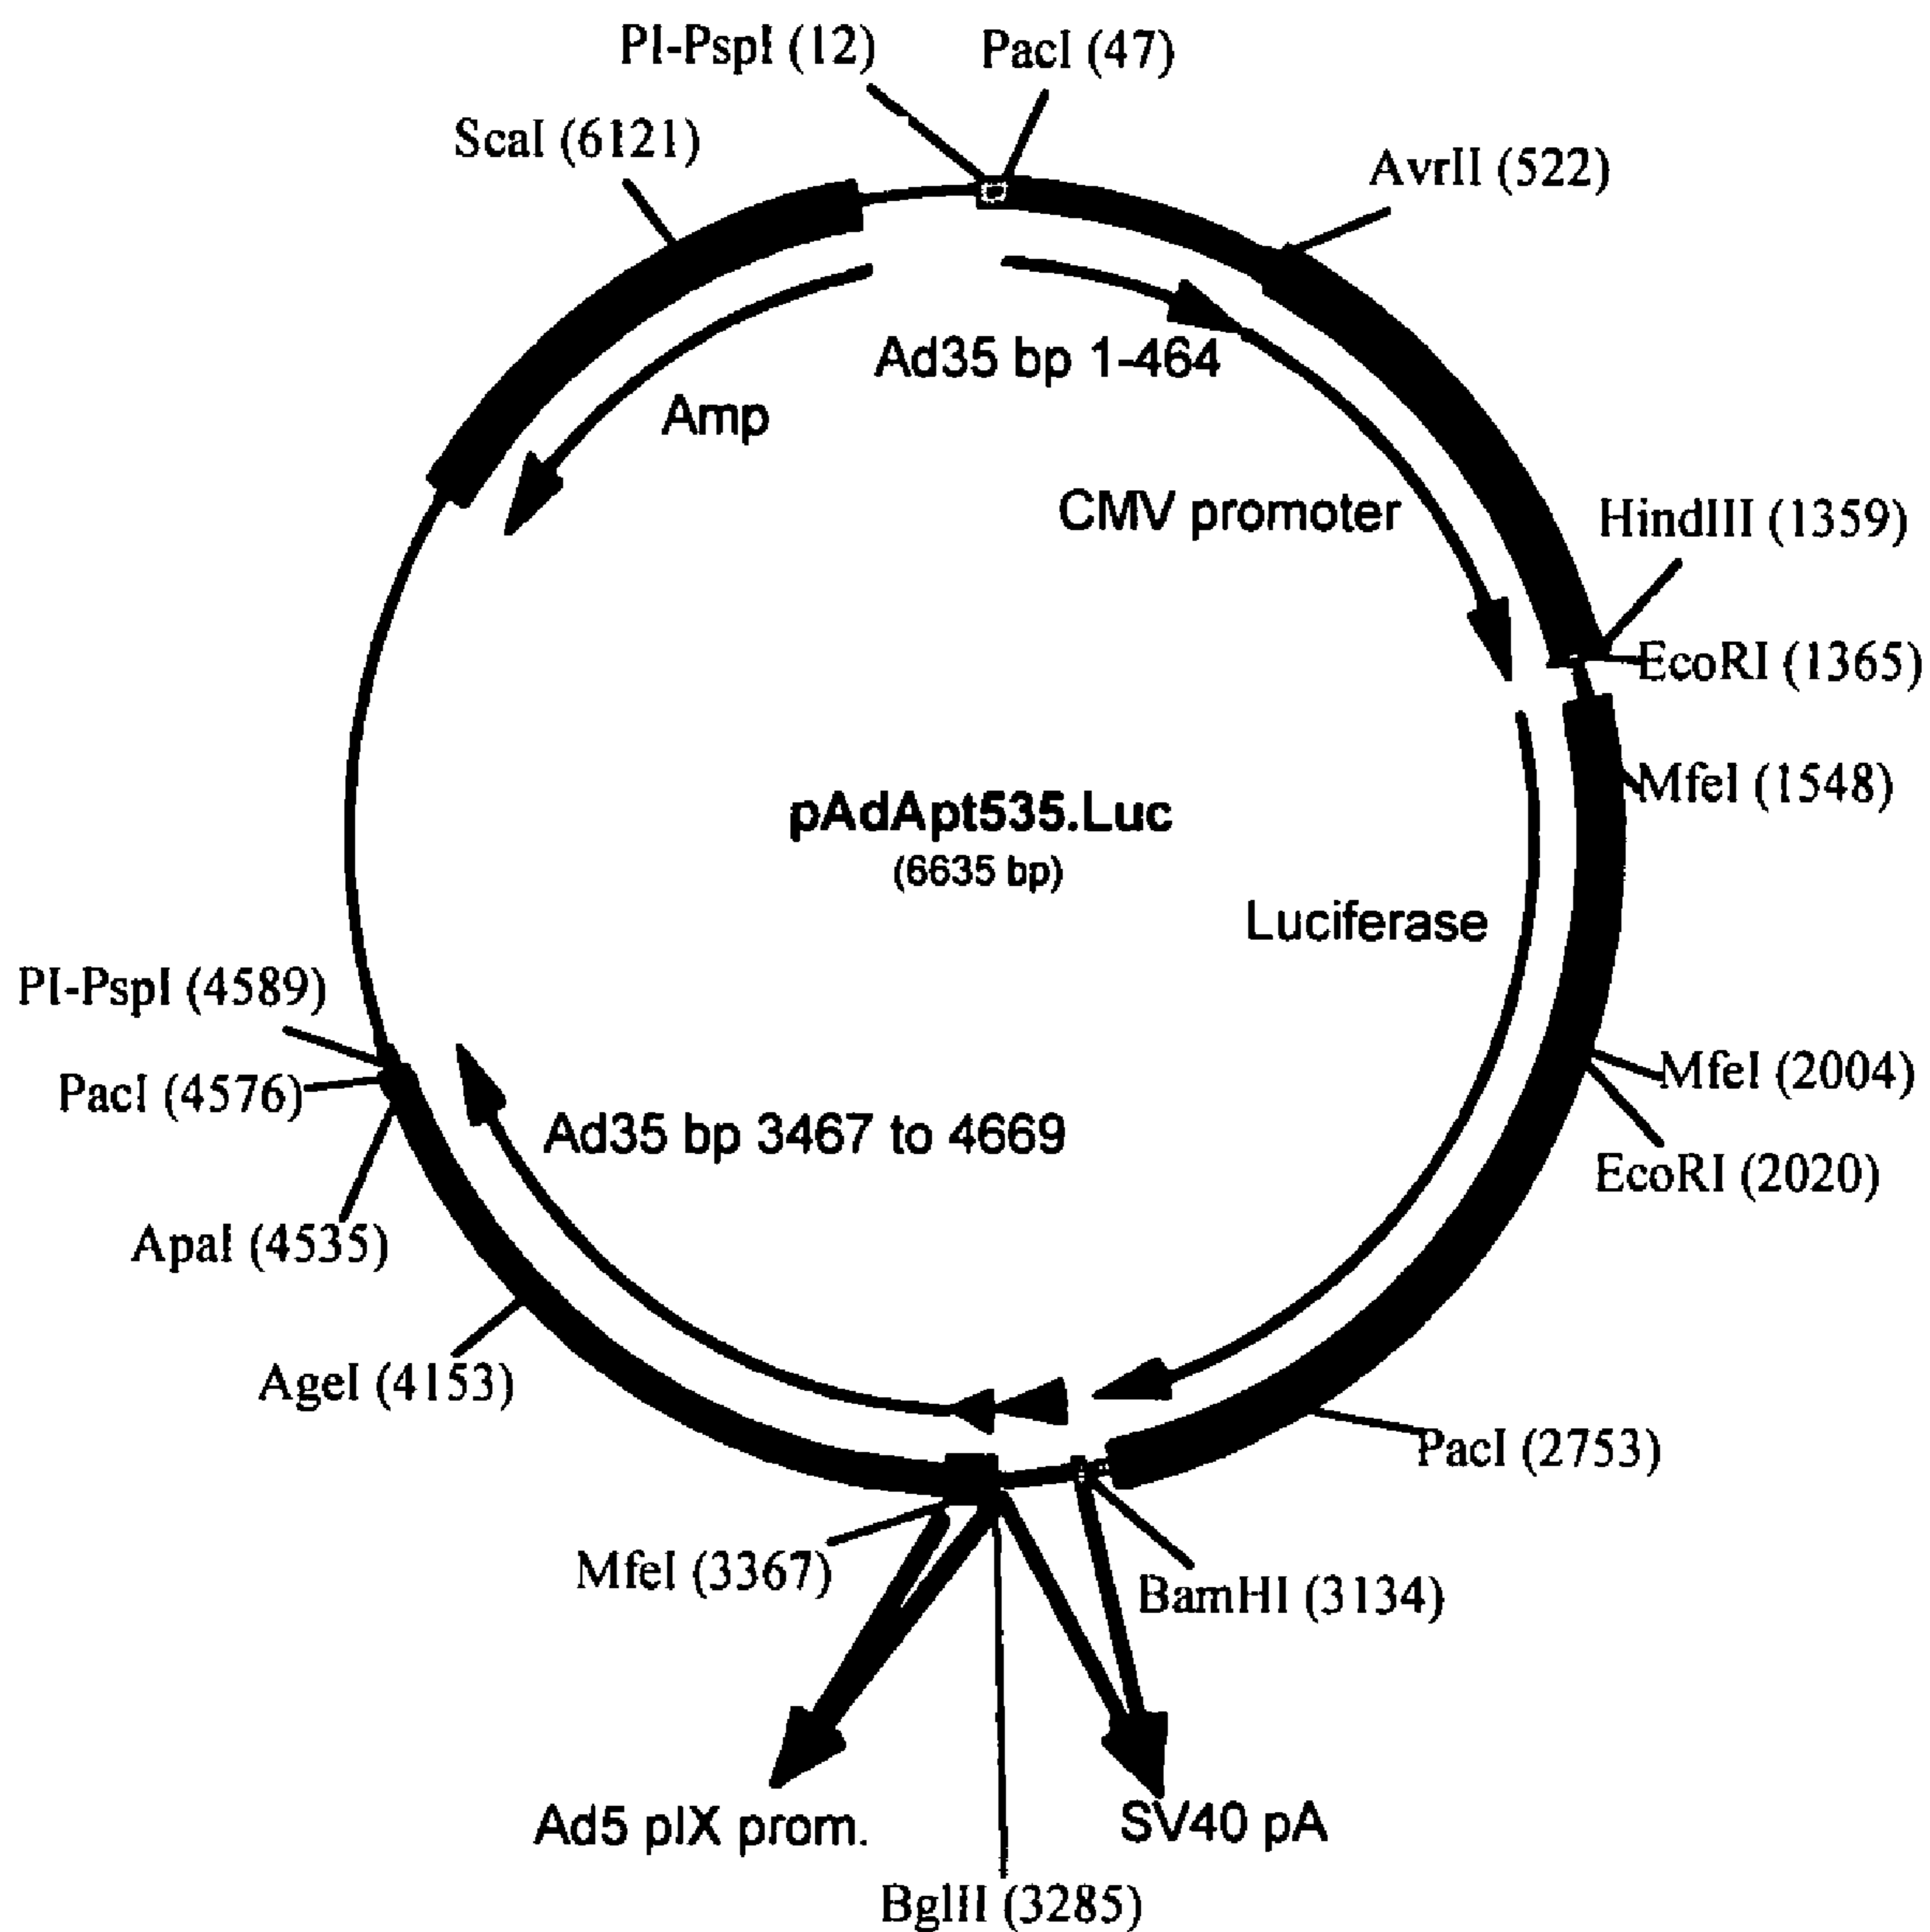 PI-PspI (12)
PacI (47)
ScaI (6121)
AvrII (522)
Ad35 bp 1-464
Amp
CMV promoter
HindIII (1359)
EcoRI (1365)
MfeI (1548)
pAdApt535.Luc
(6635 bp)
Luciferase
PI-PspI (4589)
PacI (4576)
MfeI (2004)
Ad35 bp 3467 to 4669
EcoRI (2020)
ApaI (4535)
AgeI (4153)
PacI (2753)
MfeI (3367)
BamHI (3134)
Ad5 pIX prom.
SV40 pA
BglII (3285)